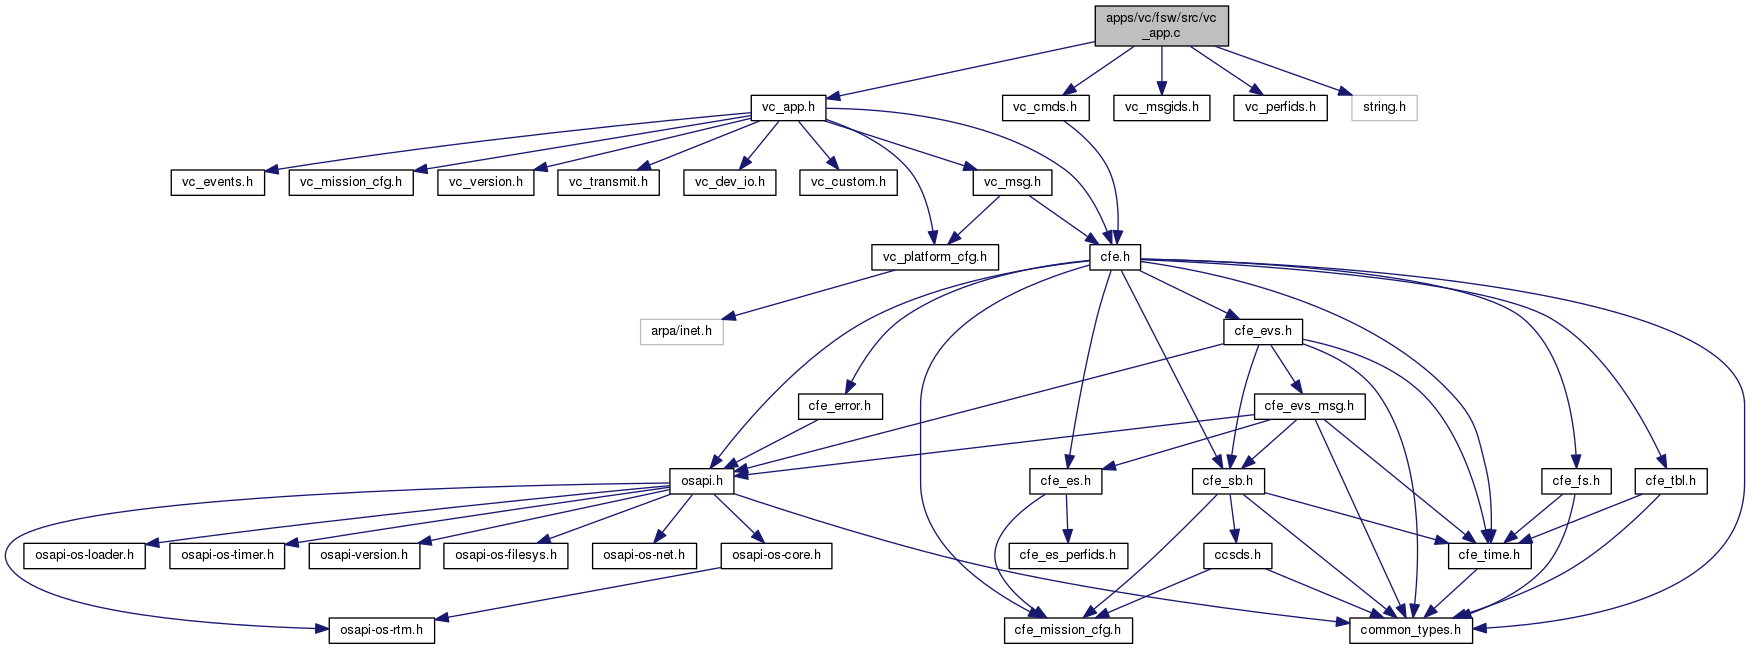 apps/vc/fsw/src/vc
_app.c
vc_app.h
vc_cmds.h
vc_msgids.h
vc_perfids.h
string.h
vc_events.h
vc_mission_cfg.h
vc_version.h
vc_transmit.h
vc_dev_io.h
vc_custom.h
vc_msg.h
vc_platform_cfg.h
cfe.h
arpa/inet.h
cfe_evs.h
cfe_error.h
cfe_evs_msg.h
osapi.h
cfe_es.h
cfe_sb.h
cfe_fs.h
cfe_tbl.h
osapi-os-loader.h
osapi-os-timer.h
osapi-version.h
osapi-os-filesys.h
osapi-os-net.h
osapi-os-core.h
cfe_es_perfids.h
ccsds.h
cfe_time.h
osapi-os-rtm.h
cfe_mission_cfg.h
common_types.h